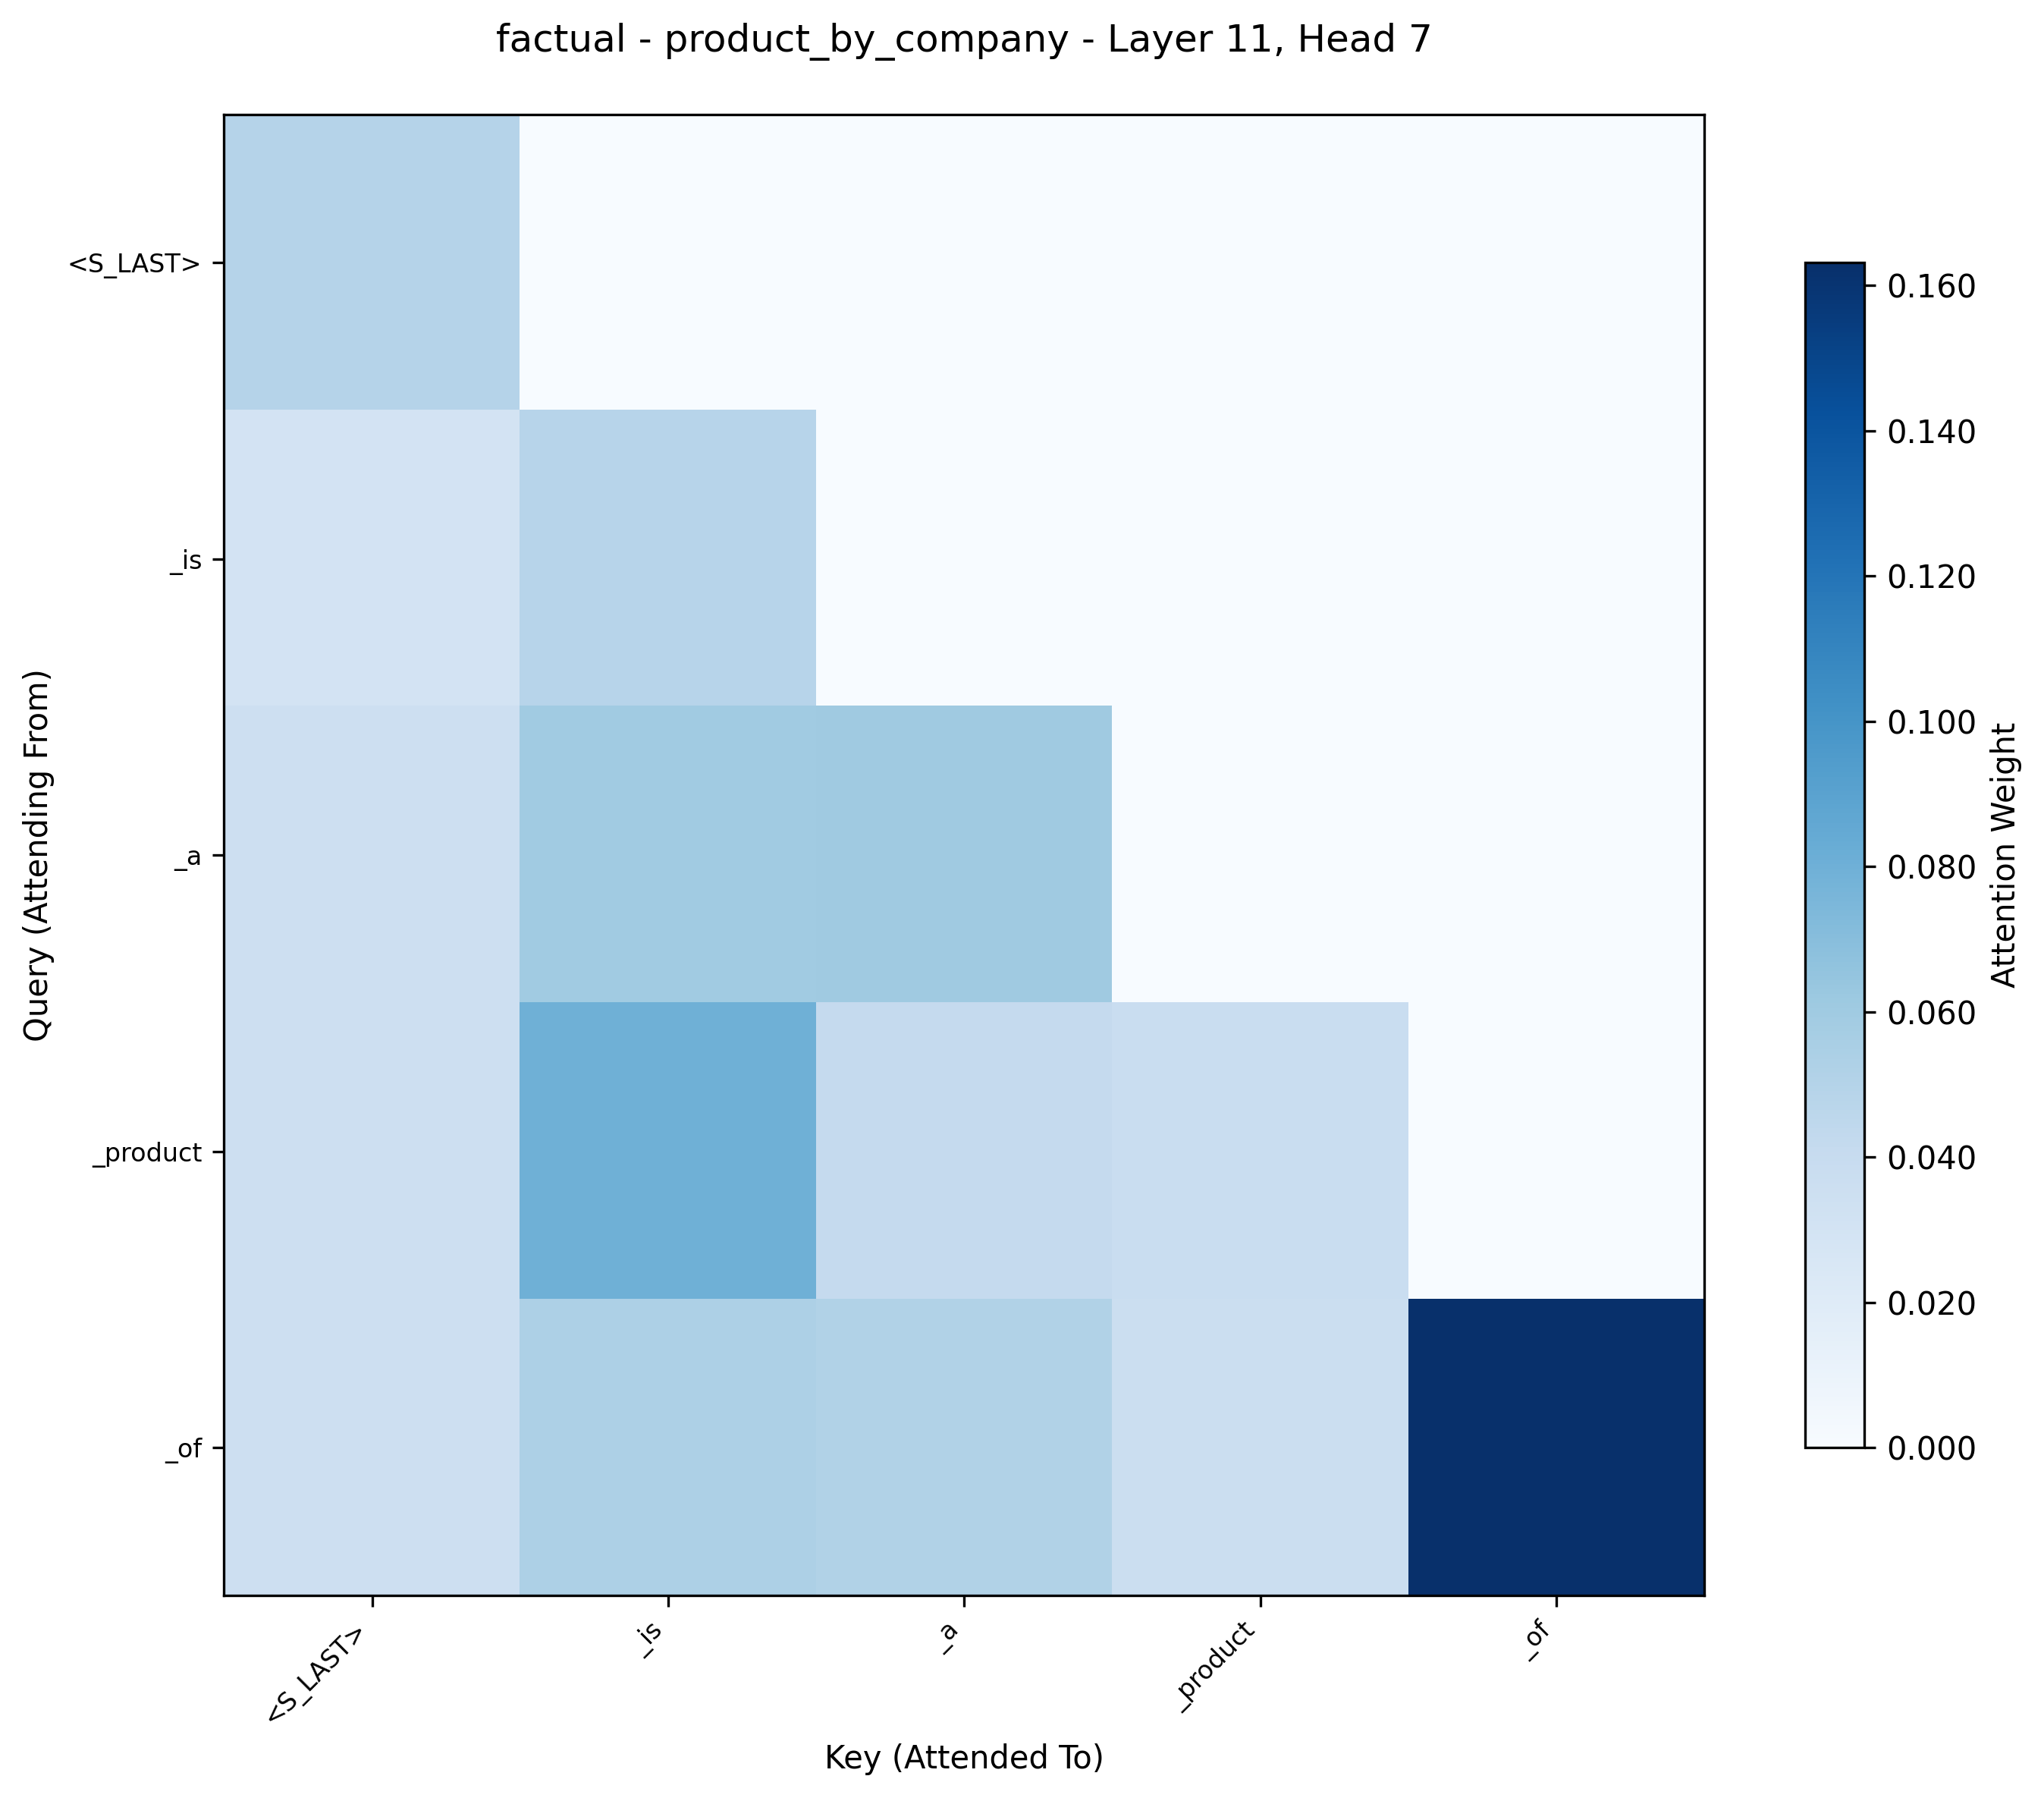 factual - product_by_company - Layer 11, Head 7
Query (Attending From)
<S_LAST>
_is
_a
_product
_of
<S_LAST>
_is
_a
_product
_of
Key (Attended To)
0.160
0.140
0.120
0.100
0.080
0.060
0.040
0.020
0.000
Attention Weight